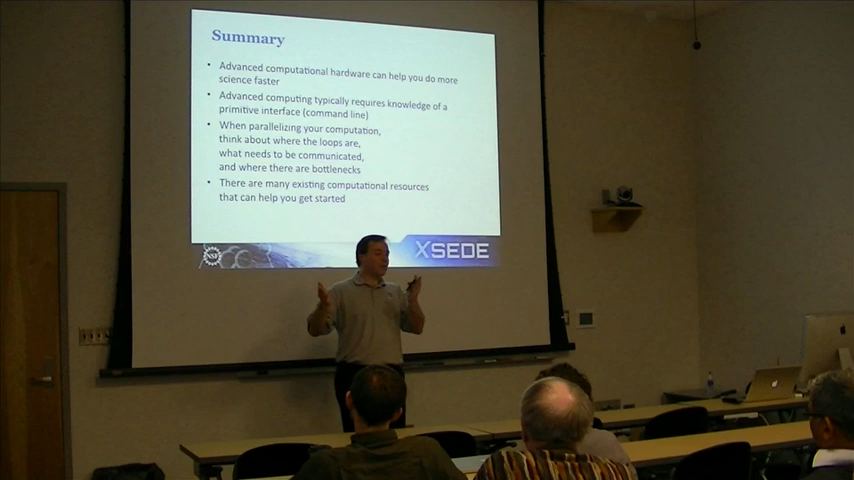 Summary
• Advanced computational hardware can help you do more
science faster
• Advanced computing typically requires knowledge of a
primitive interface (command line)
• When parallelizing your computation,
think about where the loops are,
what needs to be communicated,
and where there are bottlenecks
• There are many existing computational resources
that can help you get started
NSF
XSEDE